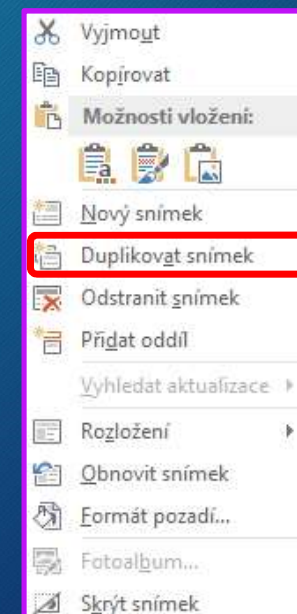 Vyjmout
Kopírovat
Možnosti vložení:
Nový snímek
Duplikovat snímek
Odstranit snímek
Přidat oddíl
Vyhledat aktualizace
Rozložení
Obnovit snímek
Formát pozadí...
Fotoalbum...
Skrýt snímek